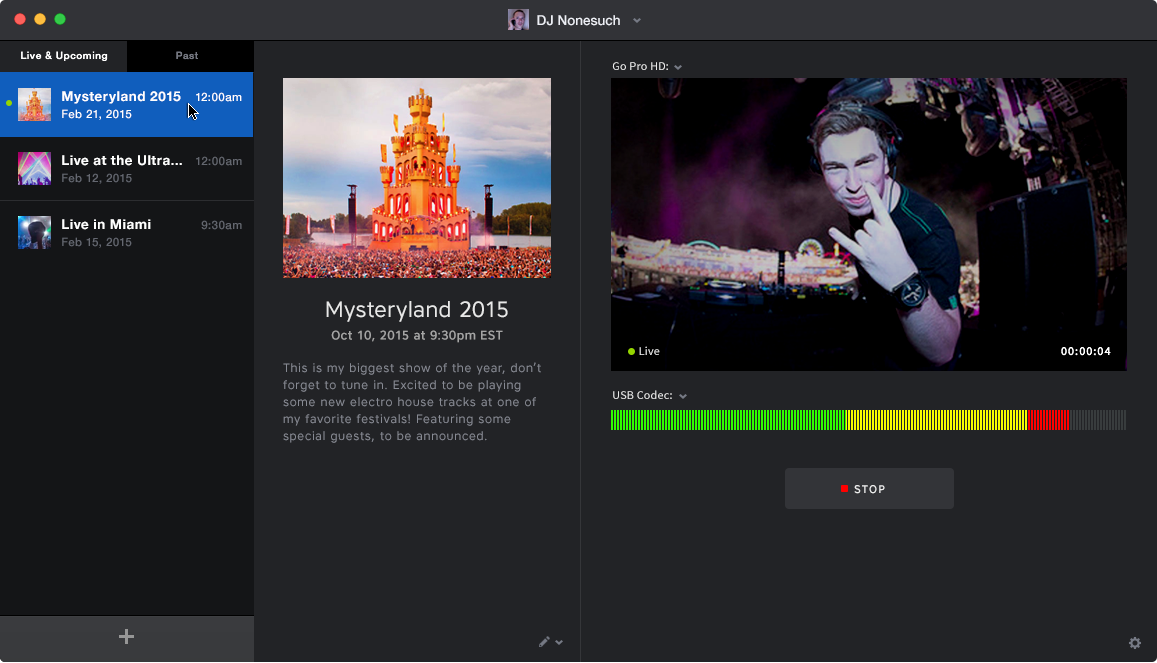 DJ Nonesuch
Live & Upcoming
Past
Mysteryland 2015
12:00am
Feb 21, 2015
Live at the Ultra...
12:00am
Feb 12, 2015
Live in Miami
9:30am
Feb 15, 2015
Mysteryland 2015
Oct 10, 2015 at 9:30pm EST
This is my biggest show of the year, don't
forget to tune in. Excited to be playing
some new electro house tracks at one of
my favorite festivals! Featuring some
special guests, to be announced.
Go Pro HD:
Live
00:00:04
USB Codec:
STOP